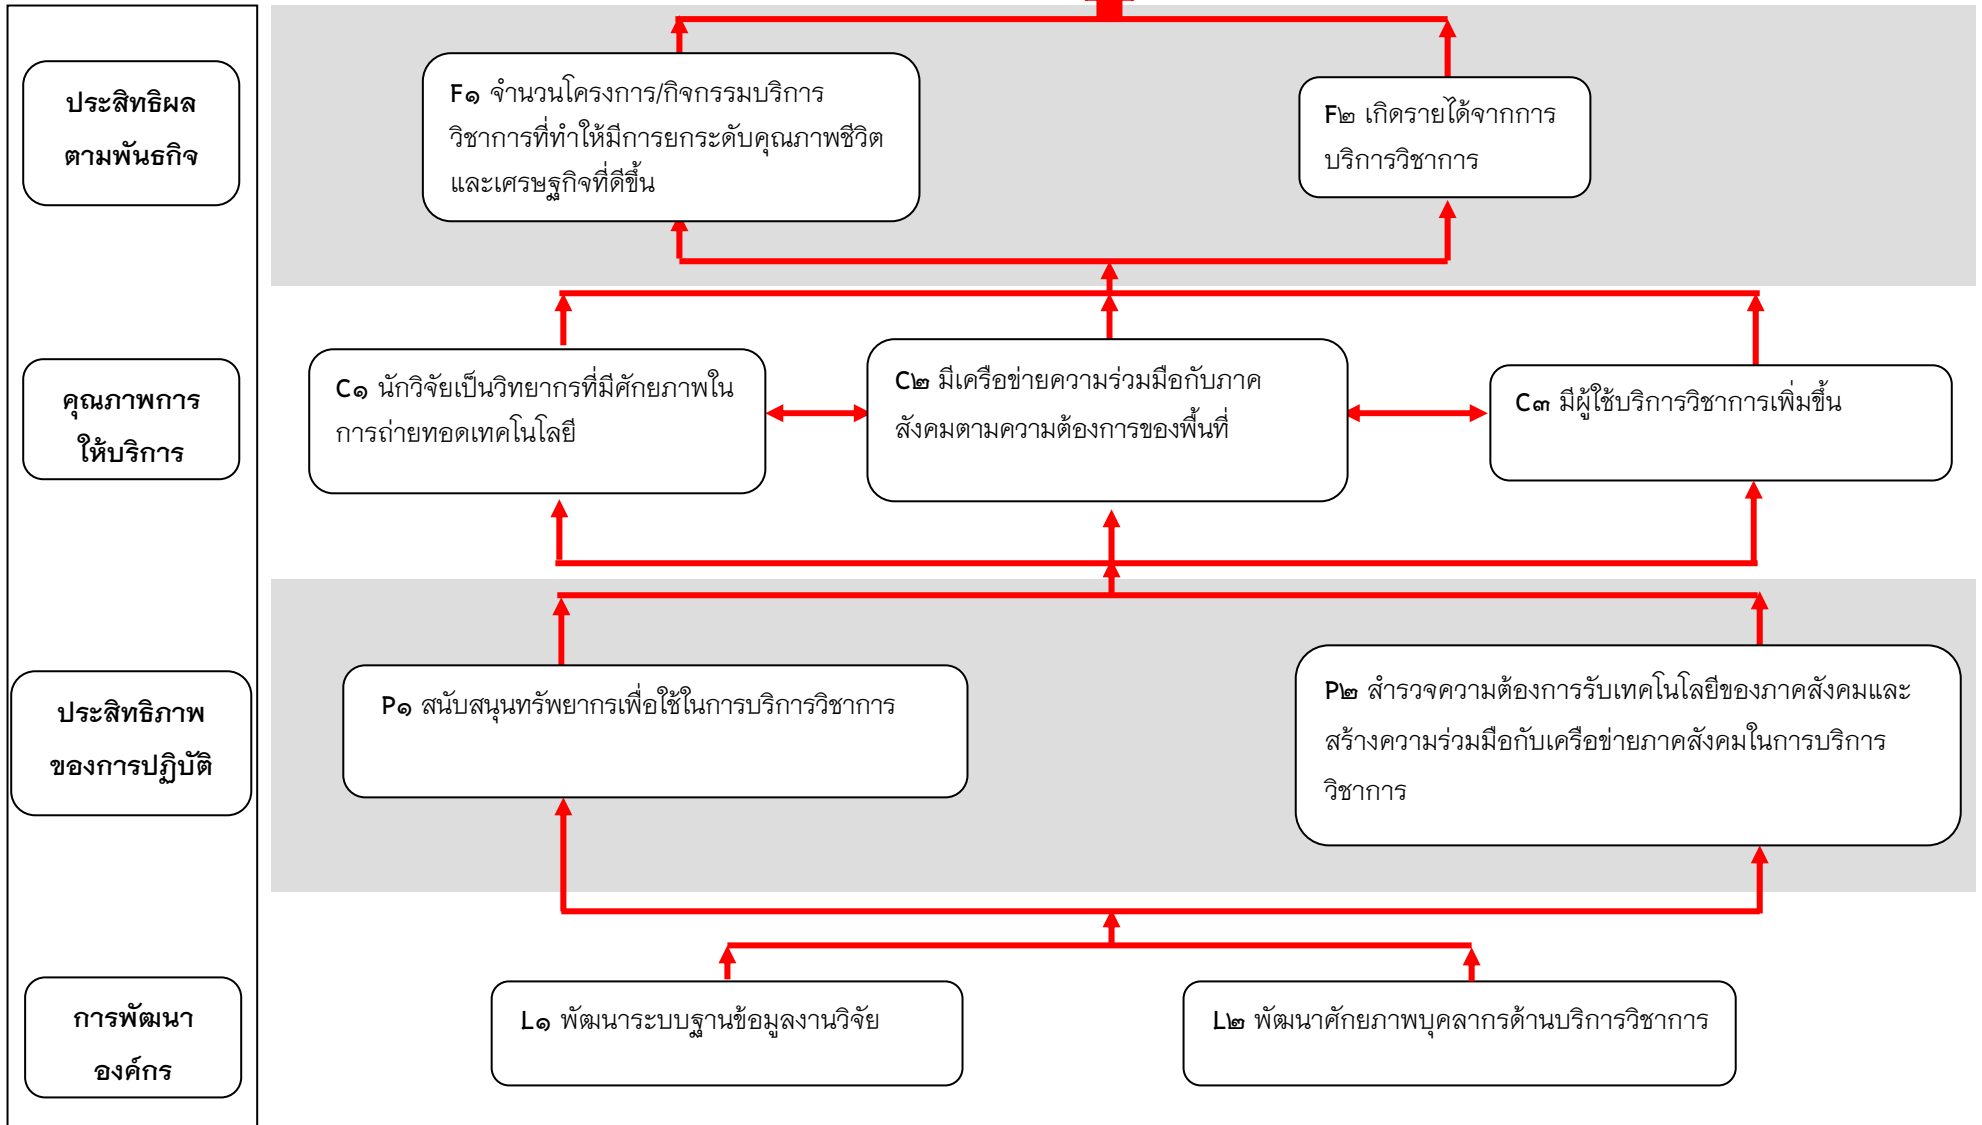 ประสิทธิผล
ตามพันธกิจ
F๑ จำนวนโครงการ/กิจกรรมบริการ
วิชาการที่ทำให้มีการยกระดับคุณภาพชีวิต
และเศรษฐกิจที่ดีขึ้น
F๒ เกิดรายได้จากการ
บริการวิชาการ
คุณภาพการ
ให้บริการ
C๑ นักวิจัยเป็นวิทยากรที่มีศักยภาพใน
การถ่ายทอดเทคโนโลยี
C๒ มีเครือข่ายความร่วมมือกับภาค
สังคมตามความต้องการของพื้นที่
C๓ มีผู้ใช้บริการวิชาการเพิ่มขึ้น
ประสิทธิภาพ
ของการปฏิบัติ
P๑ สนับสนุนทรัพยากรเพื่อใช้ในการบริการวิชาการ
P๒ สำรวจความต้องการรับเทคโนโลยีของภาคสังคมและ
สร้างความร่วมมือกับเครือข่ายภาคสังคมในการบริการ
วิชาการ
การพัฒนา
องค์กร
L๑ พัฒนาระบบฐานข้อมูลงานวิจัย
L๒ พัฒนาศักยภาพบุคลากรด้านบริการวิชาการ